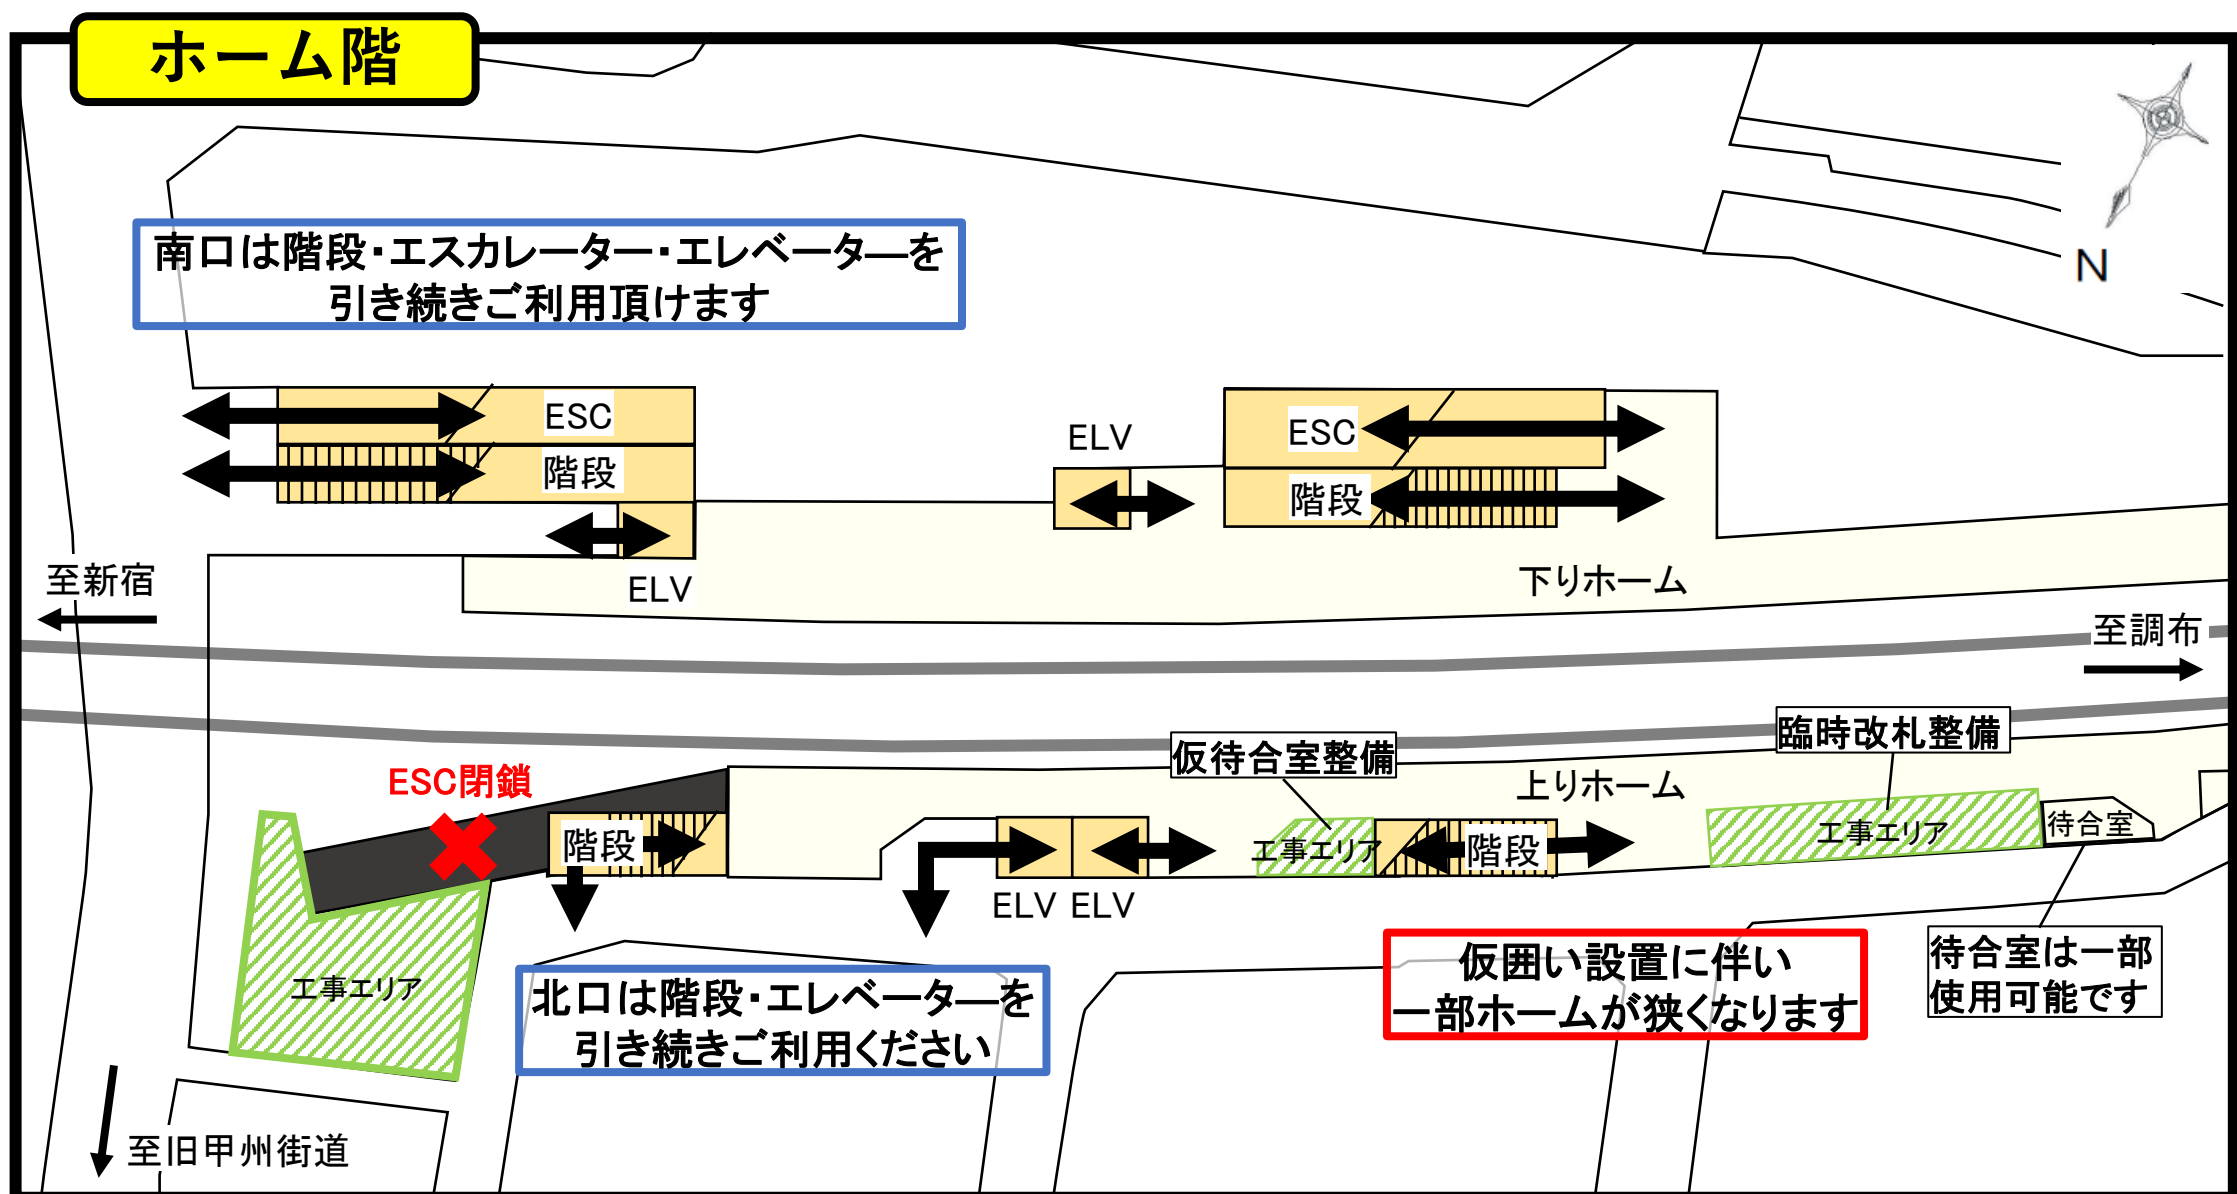 ホーム階
N
南口は階段・エスカレーター・エレベーターを
引き続きご利用頂けます
ESC
階段
ELV
ELV
ESC
階段
至新宿
下りホーム
至調布
ESC閉鎖
仮待合室整備
臨時改札整備
上りホーム
階段
工事エリア
階段
工事エリア
待合室
ELV ELV
工事エリア
北口は階段・エレベーターを
引き続きご利用ください
仮囲い設置に伴い
一部ホームが狭くなります
待合室は一部
使用可能です
至旧甲州街道